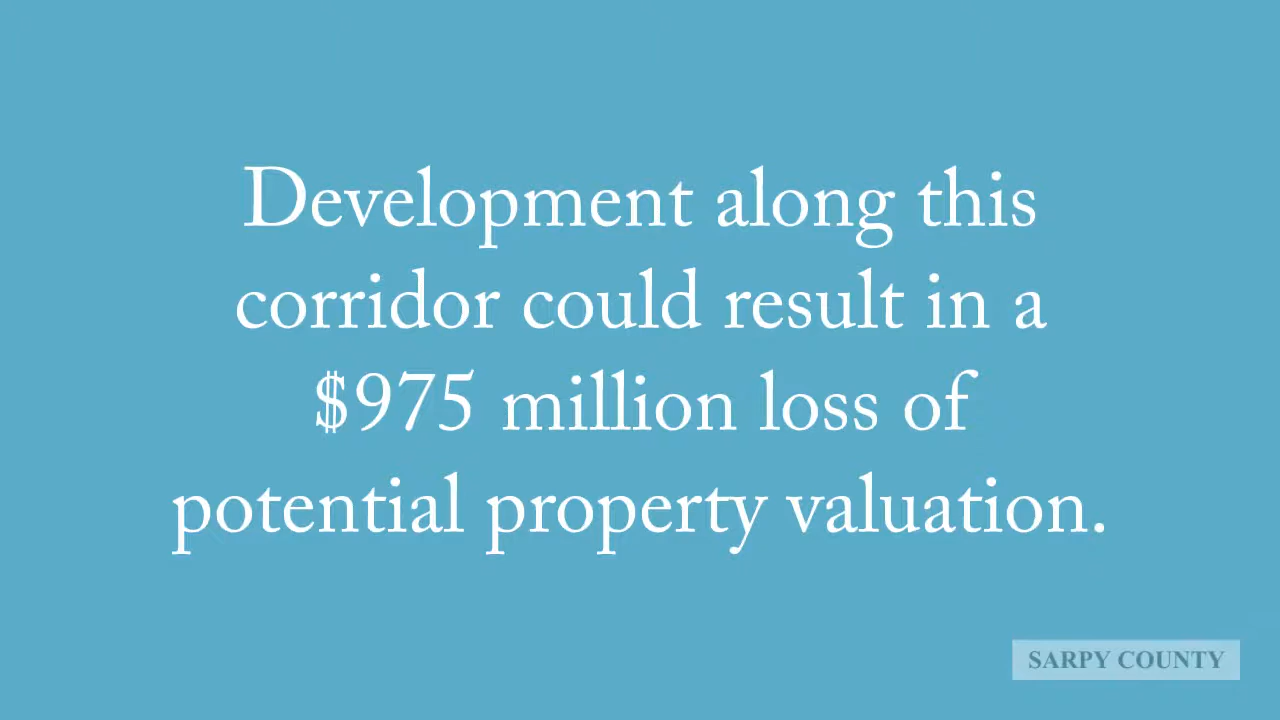 Development along this
corridor could result in a
$975 million loss of
potential property valuation.
SARPY COUNTY